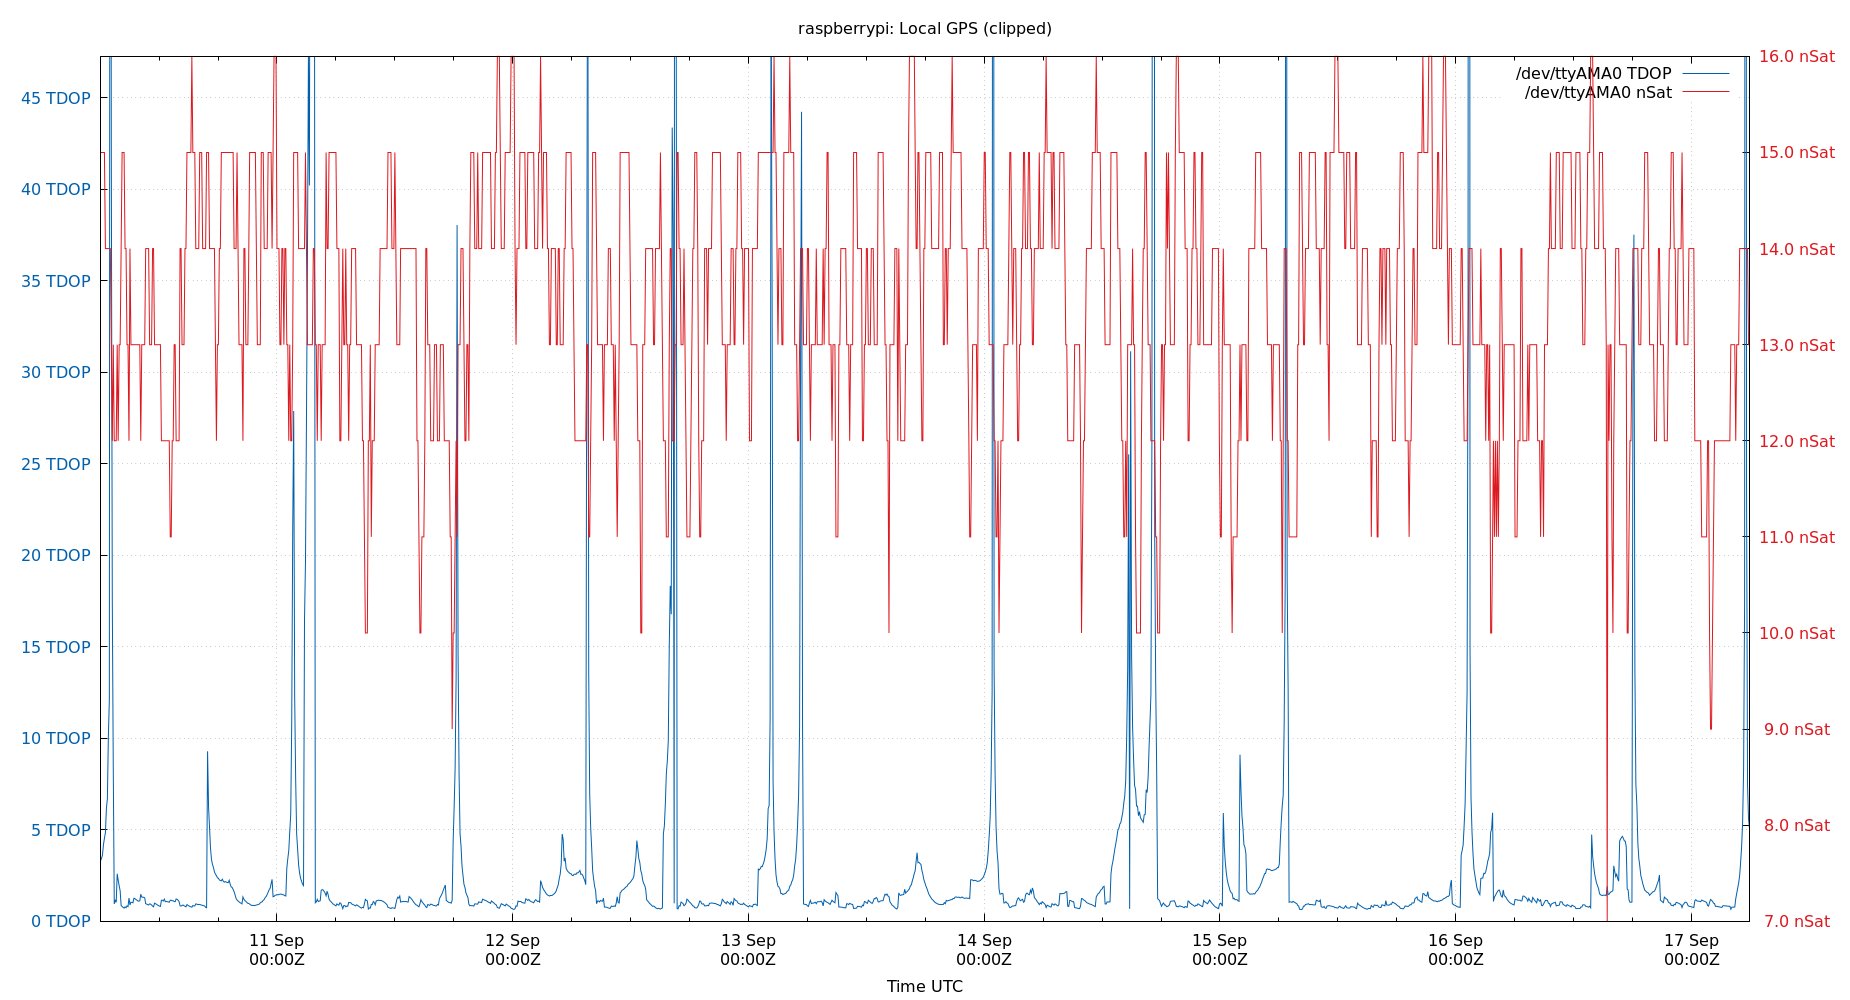 raspberrypi: Local GPS (clipped)
/dev/ttyAMA0 TDOP
/dev/ttyAMA0 nSat
45 TDOP
40 TDOP
35 TDOP
30 TDOP
25 TDOP
20 TDOP
15 TDOP
10 TDOP
5 TDOP
0 TDOP
16.0 nSat
15.0 nSat
14.0 nSat
13.0 nSat
12.0 nSat
11.0 nSat
10.0 nSat
9.0 nSat
8.0 nSat
7.0 nSat
11 Sep
00:00Z
12 Sep
00:00Z
13 Sep
00:00Z
14 Sep
00:00Z
15 Sep
00:00Z
16 Sep
00:00Z
17 Sep
00:00Z
Time UTC